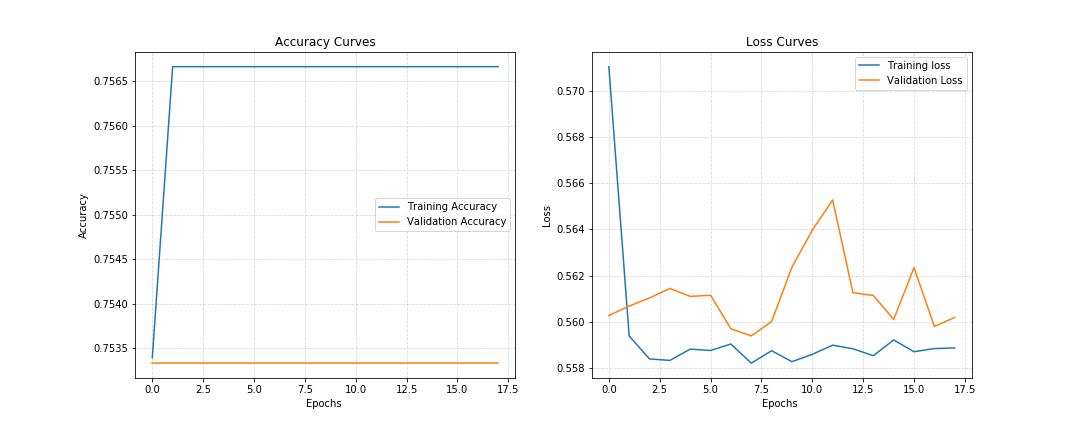 Accuracy Curves
0.7565
0.7560
0.7555
0.7550
0.7545
0.7540
0.7535
Accuracy
Training Accuracy
Validation Accuracy
0.0 2.5 5.0 7.5 10.0 12.5 15.0 17.5
Epochs
Loss Curves
0.570
0.568
0.566
0.564
0.562
0.560
0.558
Loss
Training loss
Validation Loss
0.0 2.5 5.0 7.5 10.0 12.5 15.0 17.5
Epochs